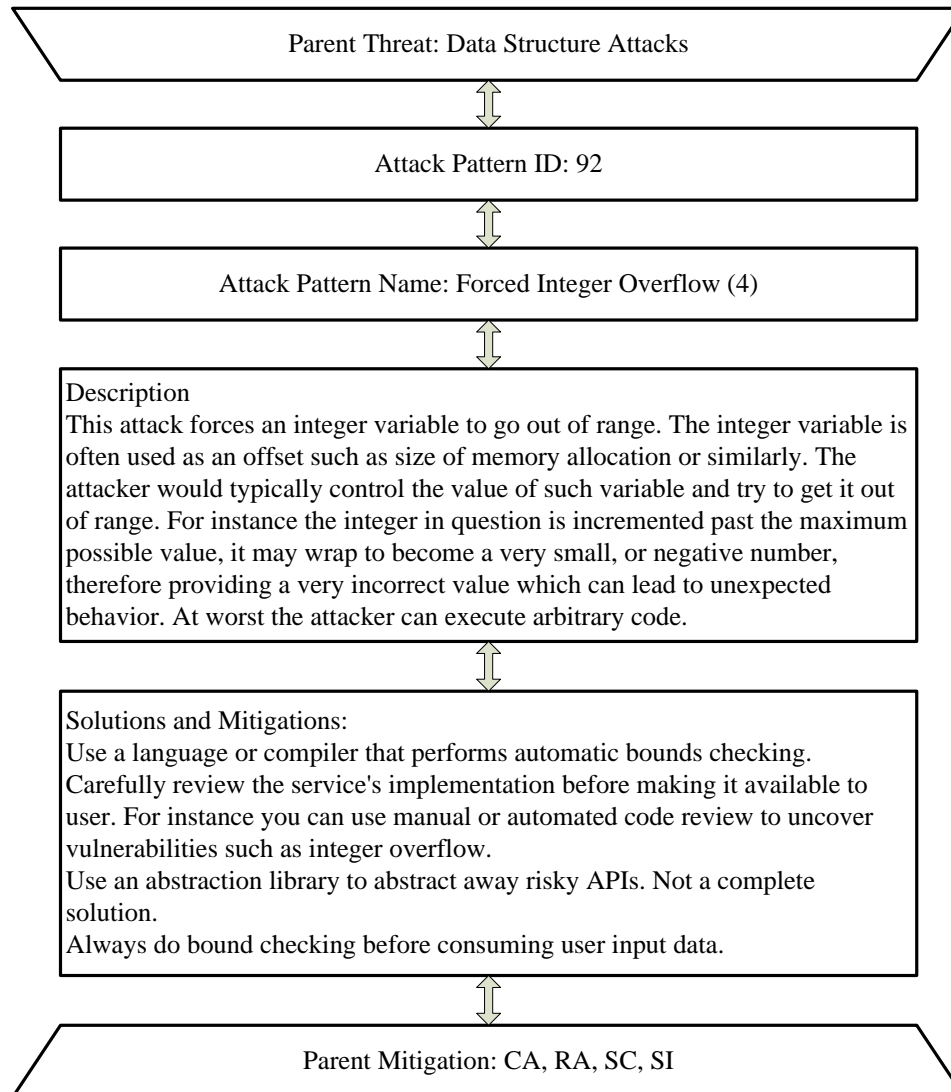 Parent Threat: Data Structure Attacks
Attack Pattern ID: 92
Attack Pattern Name: Forced Integer Overflow (4)
Description
This attack forces an integer variable to go out of range. The integer variable is
often used as an offset such as size of memory allocation or similarly. The
attacker would typically control the value of such variable and try to get it out
of range. For instance the integer in question is incremented past the maximum
possible value, it may wrap to become a very small, or negative number,
therefore providing a very incorrect value which can lead to unexpected
behavior. At worst the attacker can execute arbitrary code.
Solutions and Mitigations:
Use a language or compiler that performs automatic bounds checking.
Carefully review the service's implementation before making it available to
user. For instance you can use manual or automated code review to uncover
vulnerabilities such as integer overflow.
Use an abstraction library to abstract away risky APIs. Not a complete
solution.
Always do bound checking before consuming user input data.
Parent Mitigation: CA, RA, SC, SI